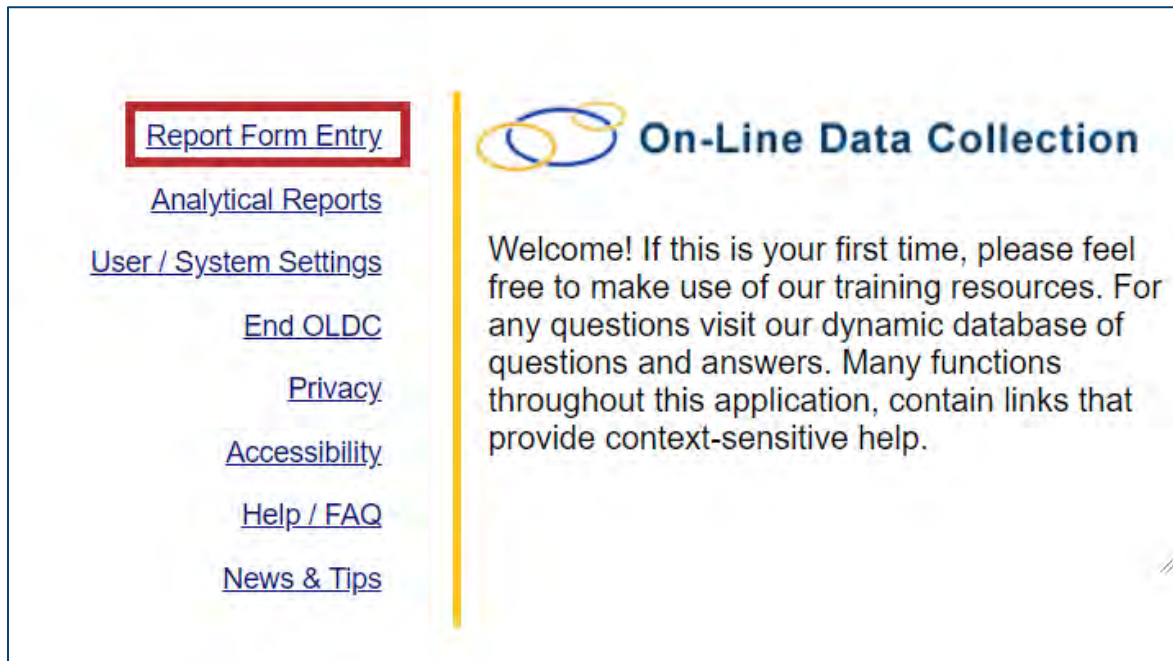 Report Form Entry
Analytical Reports
User / System Settings
End OLDC
Privacy
Accessibility
Help / FAQ
News & Tips
On-Line Data Collection
Welcome! If this is your first time, please feel
free to make use of our training resources. For
any questions visit our dynamic database of
questions and answers. Many functions
throughout this application, contain links that
provide context-sensitive help.